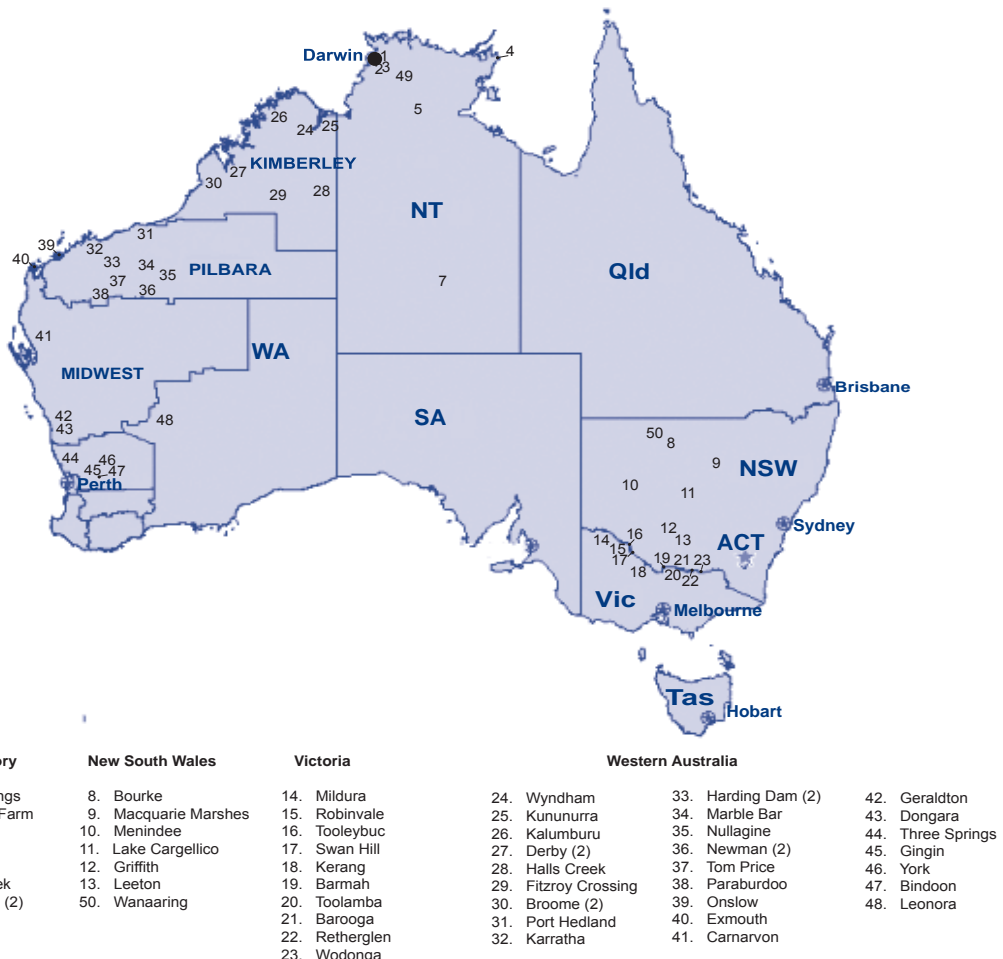 Darwin
1
2
3
49
4
5
26
24
25
KIMBERLEY
27
30
29
28
NT
39
40
31
32
33
34
35
37
36
38
PILBARA
7
Qld
41
WA
MIDWEST
Brisbane
42
43
48
SA
50
8
9
NSW
44
45
46
47
Perth
10
11
Sydney
12
13
14
16
15
17
ACT
18
19
21
23
20
22
Vic
Melbourne
Tas
Hobart
ory
ngs
Farm
ek
(2)
New South Wales
8. Bourke
9. Macquarie Marshes
10. Menindee
11. Lake Cargellico
12. Griffith
13. Leeton
50. Wanaaring
Victoria
14. Mildura
15. Robinvale
16. Tooleybuc
17. Swan Hill
18. Kerang
19. Barmah
20. Toolamba
21. Barooga
22. Retherglen
23. Wodonga
Western Australia
24. Wyndham
25. Kununurra
26. Kalumburu
27. Derby (2)
28. Halls Creek
29. Fitzroy Crossing
30. Broome (2)
31. Port Hedland
32. Karratha
33. Harding Dam (2)
34. Marble Bar
35. Nullagine
36. Newman (2)
37. Tom Price
38. Paraburdoo
39. Onslow
40. Exmouth
41. Carnarvon
42. Geraldton
43. Dongara
44. Three Springs
45. Gingin
46. York
47. Bindoon
48. Leonora